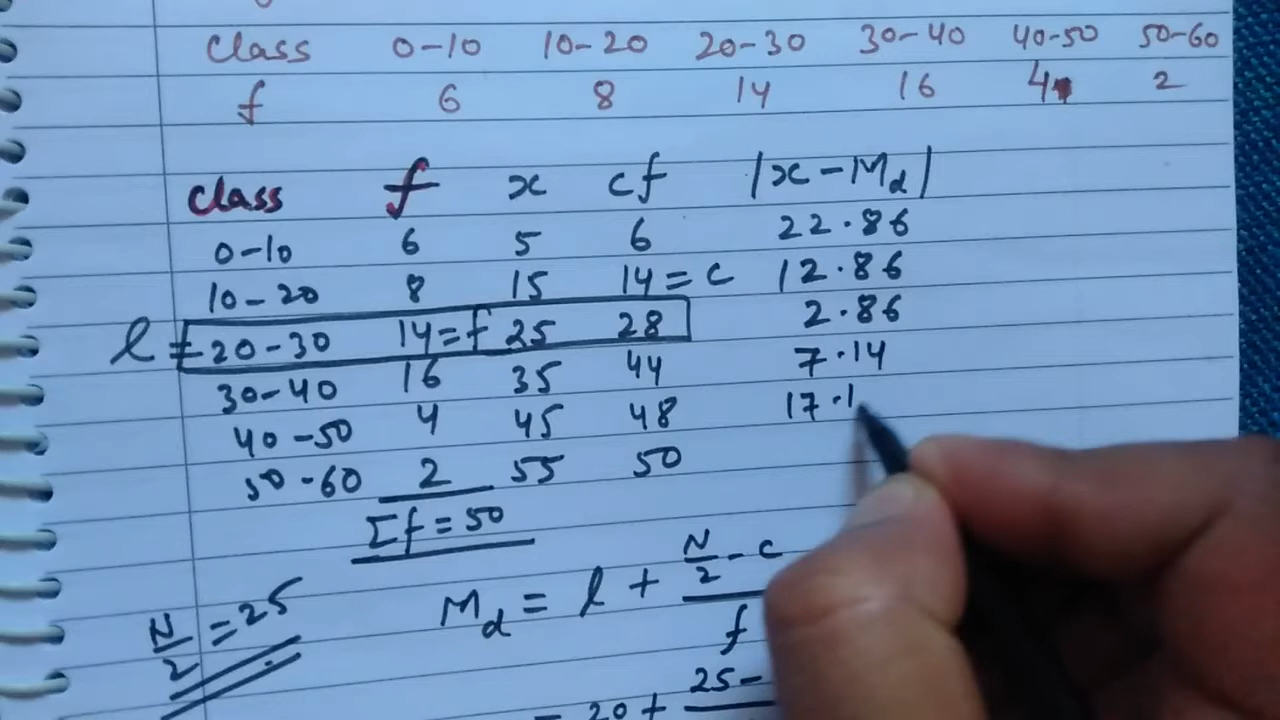 class 0-10 10-20 20-30 30-40 40-50 50-60
f 6 8 14 16 4 2
class f x cf |x-Md|
0-10 6 5 6 22.86
10-20 8 15 14=c 12.86
l = 20-30 14=f 25 28 2.86
30-40 16 35 44 7.14
40-50 4 45 48 17.1
50-60 2 55 50
Σf=50
N/2 = 25
Md = l + (N/2 - c)/f
= 20 + 25-